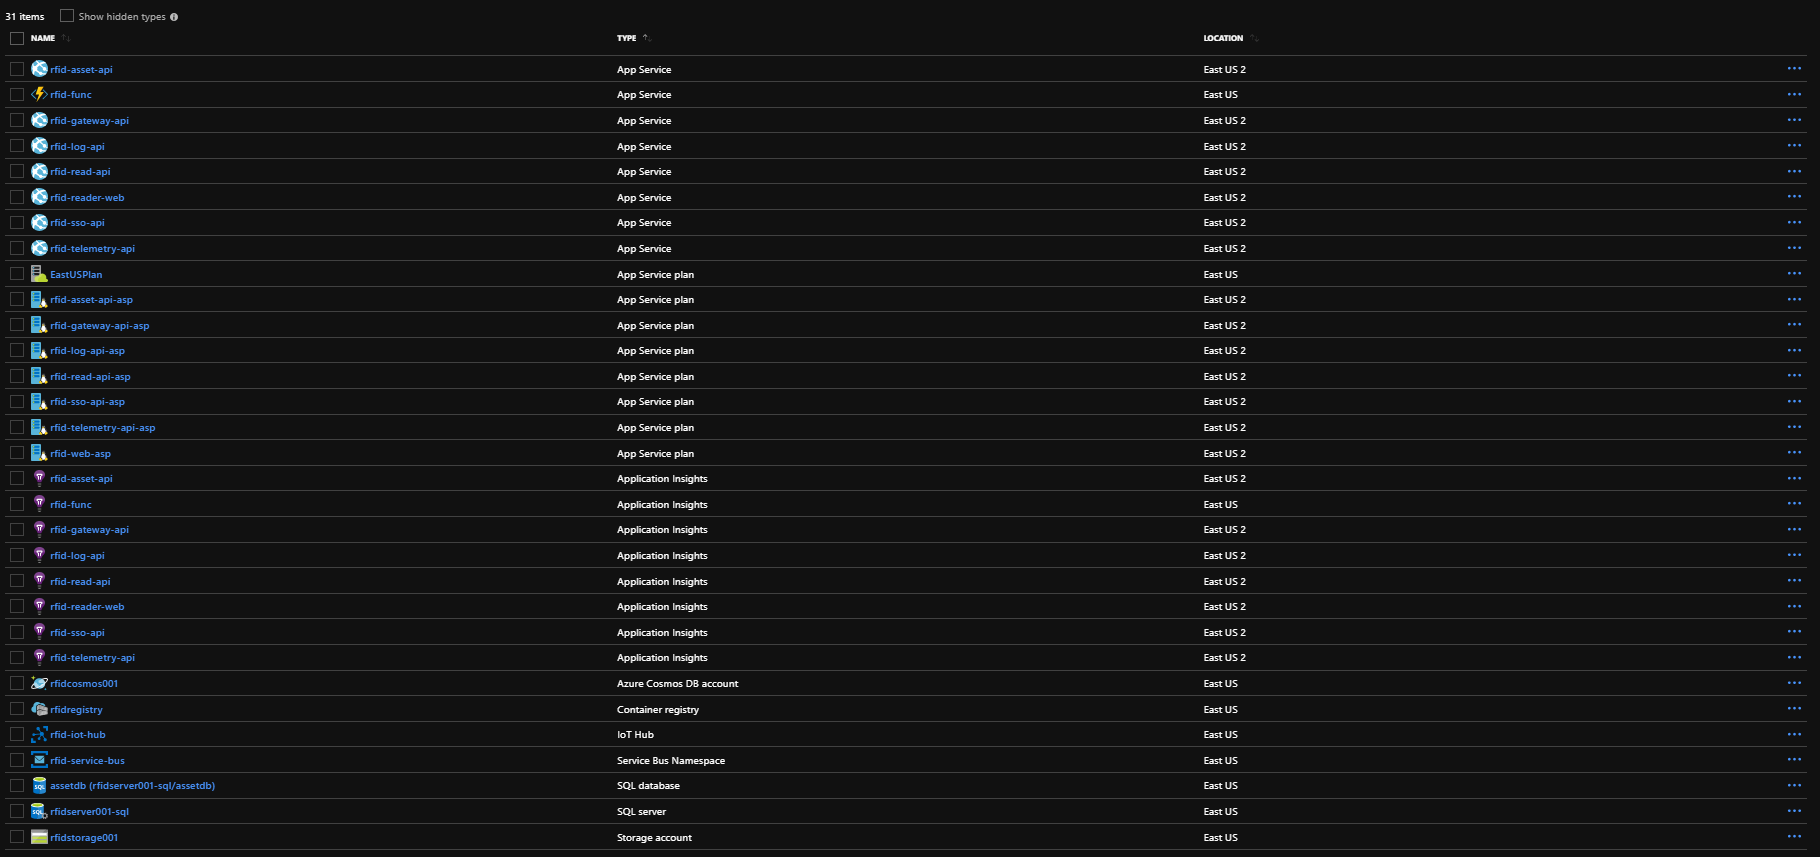 31 items Show hidden types
NAME TYPE LOCATION
rfid-asset-api App Service East US 2
rfid-func App Service East US
rfid-gateway-api App Service East US 2
rfid-log-api App Service East US 2
rfid-read-api App Service East US 2
rfid-reader-web App Service East US 2
rfid-sso-api App Service East US 2
rfid-telemetry-api App Service East US 2
EastUSPlan App Service plan East US
rfid-asset-api-asp App Service plan East US 2
rfid-gateway-api-asp App Service plan East US 2
rfid-log-api-asp App Service plan East US 2
rfid-read-api-asp App Service plan East US 2
rfid-sso-api-asp App Service plan East US 2
rfid-telemetry-api-asp App Service plan East US 2
rfid-web-asp App Service plan East US 2
rfid-asset-api Application Insights East US 2
rfid-func Application Insights East US
rfid-gateway-api Application Insights East US 2
rfid-log-api Application Insights East US 2
rfid-read-api Application Insights East US 2
rfid-reader-web Application Insights East US 2
rfid-sso-api Application Insights East US 2
rfid-telemetry-api Application Insights East US 2
rfidcosmos001 Azure Cosmos DB account East US
rfidregistry Container registry East US
rfid-iot-hub IoT Hub East US
rfid-service-bus Service Bus Namespace East US
assetdb (rfidserver001-sql/assetdb) SQL database East US
rfidserver001-sql SQL server East US
rfidstorage001 Storage account East US